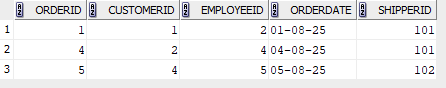 ORDERID CUSTOMERID EMPLOYEEID ORDERDATE SHIPPERID
1 1 1 2 01-08-25 101
2 4 2 4 04-08-25 101
3 5 4 5 05-08-25 102